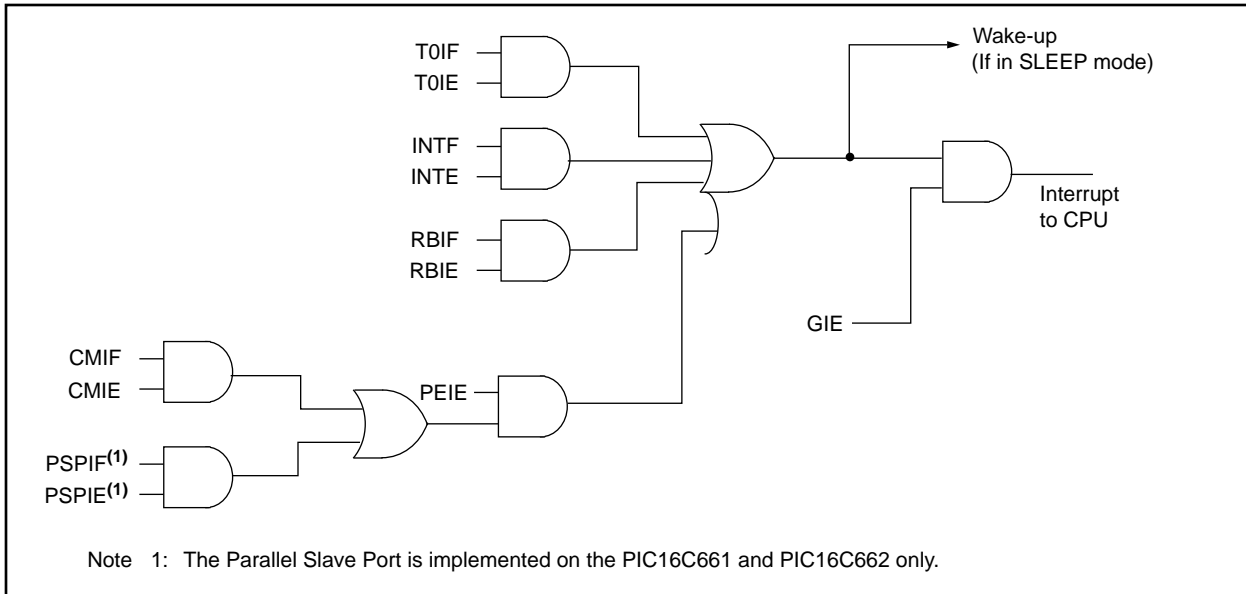 T0IF
T0IE
INTF
INTE
RBIF
RBIE
Wake-up
(If in SLEEP mode)
Interrupt
to CPU
GIE
CMIF
CMIE
PEIE
PSPIF(1)
PSPIE(1)
Note 1: The Parallel Slave Port is implemented on the PIC16C661 and PIC16C662 only.